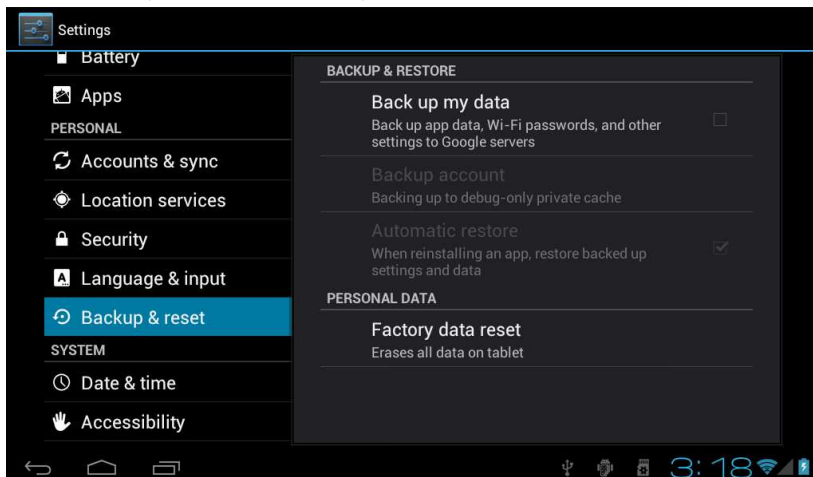 Settings
Battery
Apps
PERSONAL
Accounts & sync
Location services
Security
Language & input
Backup & reset
SYSTEM
Date & time
Accessibility
BACKUP & RESTORE
Back up my data
Back up app data, Wi-Fi passwords, and other
settings to Google servers
Backup account
Backing up to debug-only private cache
Automatic restore
When reinstalling an app, restore backed up
settings and data
PERSONAL DATA
Factory data reset
Erases all data on tablet
3:18